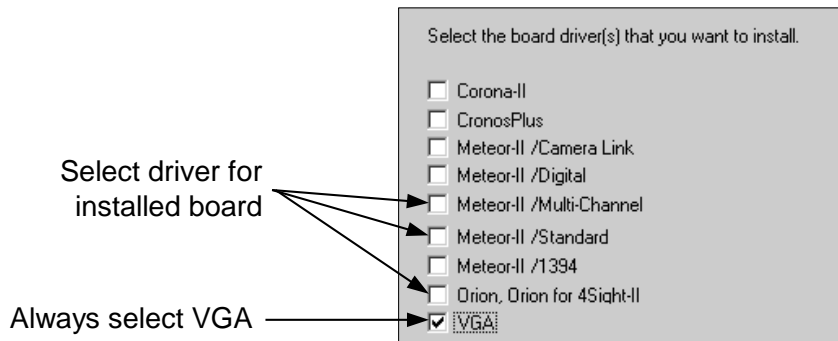 Select the board driver(s) that you want to install.
Corona-II
CronosPlus
Meteor-II /Camera Link
Meteor-II /Digital
Meteor-II /Multi-Channel
Meteor-II /Standard
Meteor-II /1394
Orion, Orion for 4Sight-II
VGA
Select driver for
installed board
Always select VGA